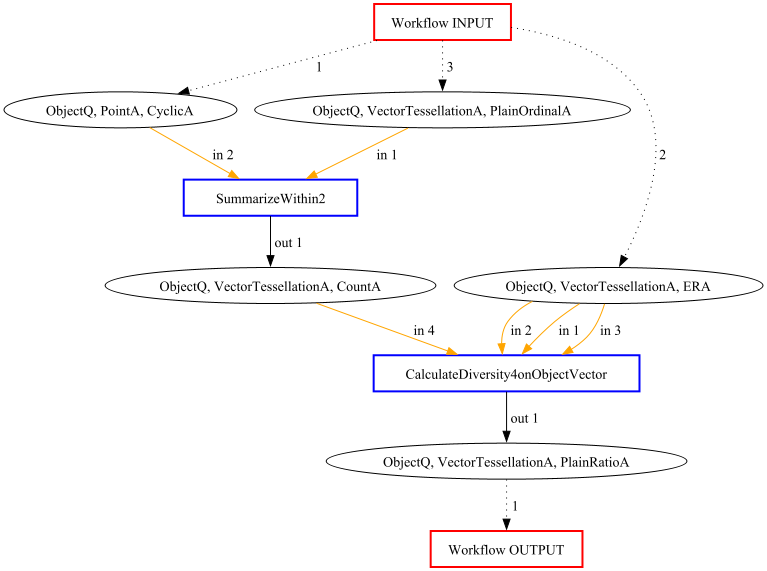 Workflow INPUT
1
3
ObjectQ, PointA, CyclicA
ObjectQ, VectorTessellationA, PlainOrdinalA
in 2
in 1
2
SummarizeWithin2
out 1
ObjectQ, VectorTessellationA, CountA
ObjectQ, VectorTessellationA, ERA
in 4
in 2
in 1
in 3
CalculateDiversity4onObjectVector
out 1
ObjectQ, VectorTessellationA, PlainRatioA
1
Workflow OUTPUT